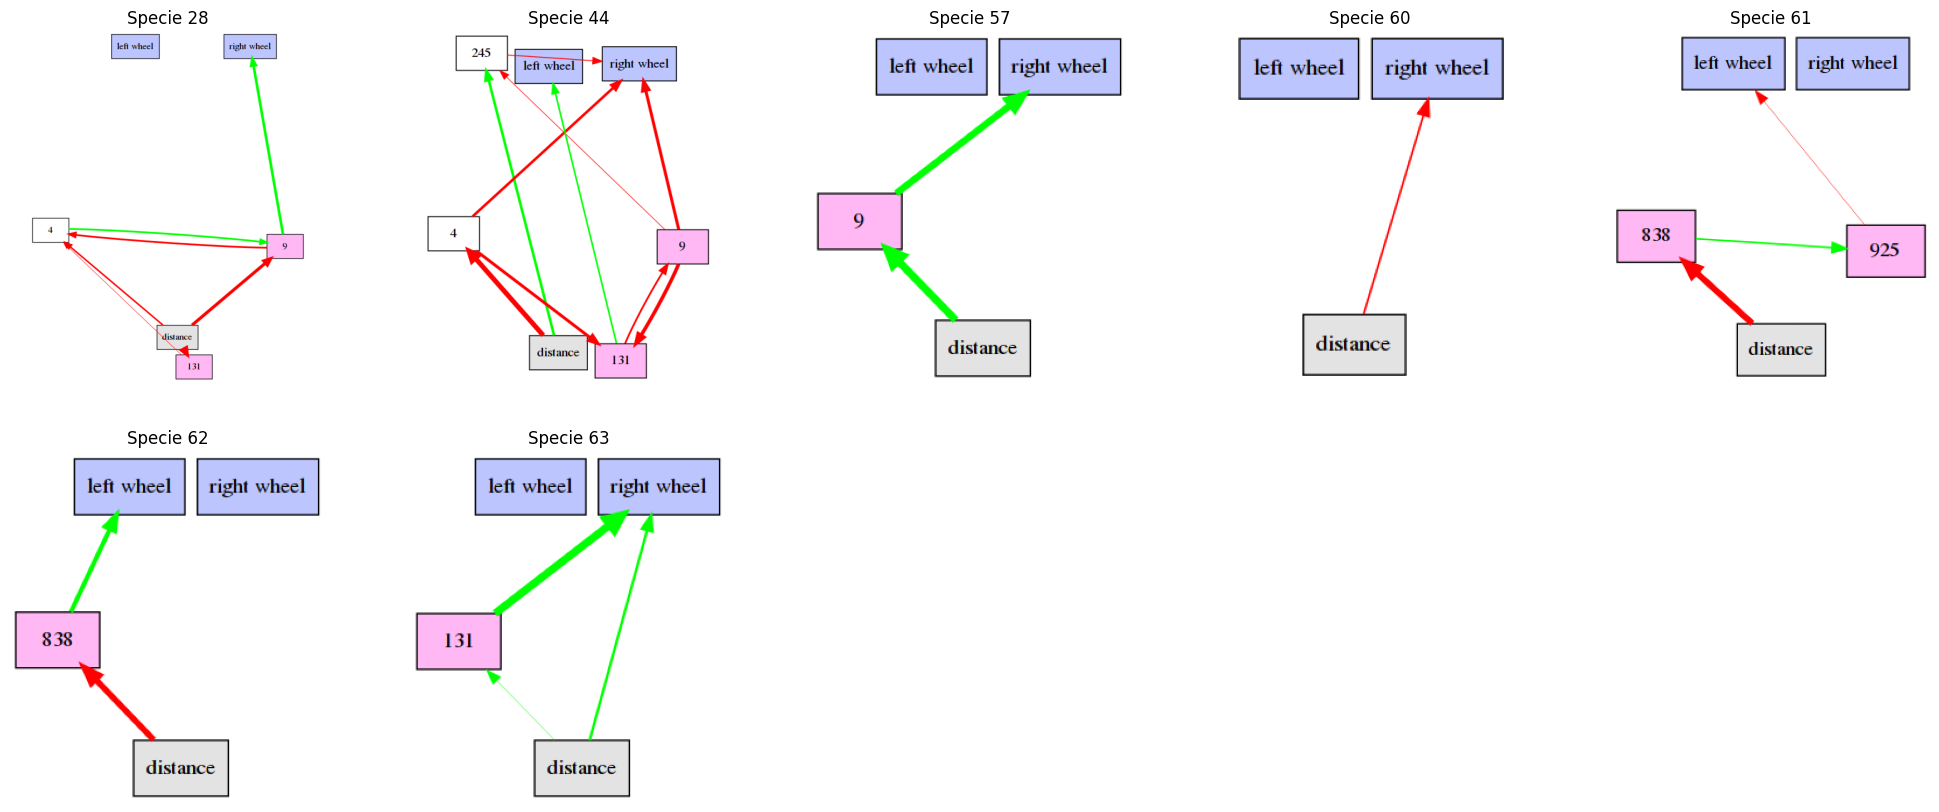 Specie 28
left wheel
right wheel
4
9
distance
131
Specie 44
245
left wheel
right wheel
4
9
distance
131
Specie 57
left wheel
right wheel
9
distance
Specie 60
left wheel
right wheel
distance
Specie 61
left wheel
right wheel
838
925
distance
Specie 62
left wheel
right wheel
838
distance
Specie 63
left wheel
right wheel
131
distance